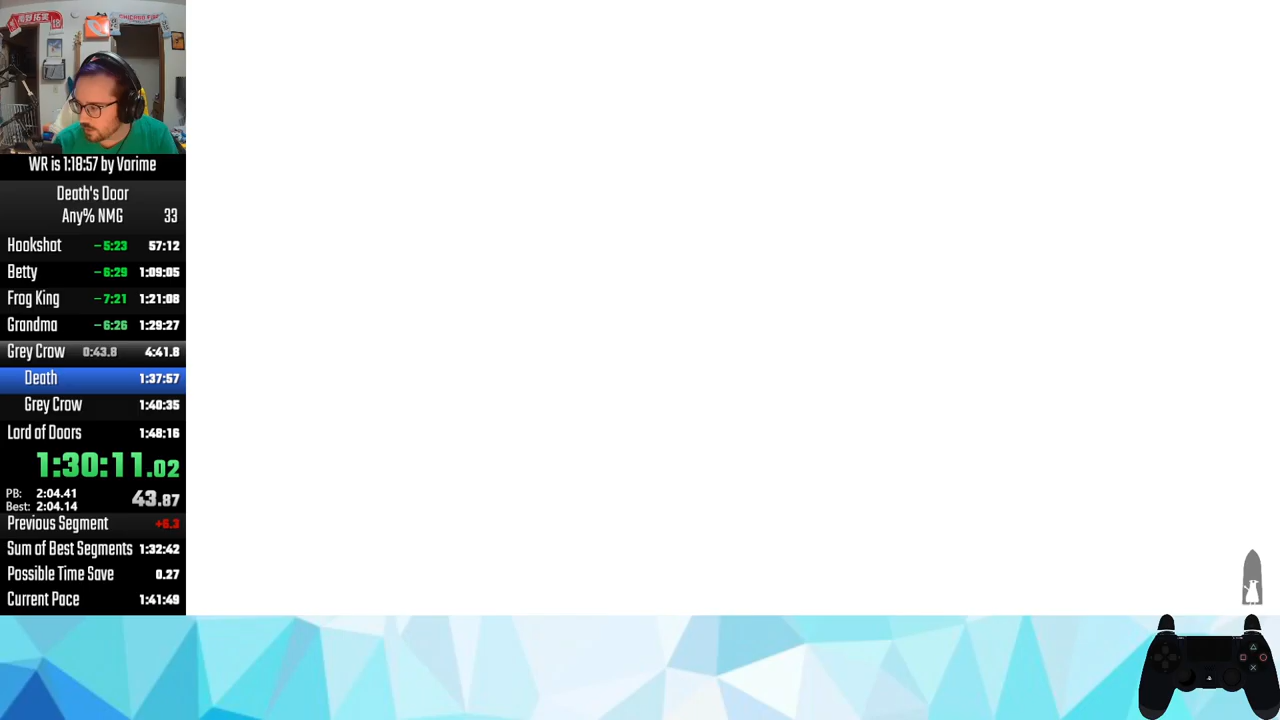 CHICAGO FIRE
WR is 1:18:57 by Vorime
Death's Door
Any% NMG 33
Hookshot -5:23 57:12
Betty -6:29 1:09:05
Frog King -7:21 1:21:08
Grandma -6:26 1:29:27
Grey Crow 0:43.8 4:41.8
Death 1:37:57
Grey Crow 1:40:35
Lord of Doors 1:48:16
1:30:11.02
PB: 2:04.41 43.87
Best: 2:04.14
Previous Segment +6.3
Sum of Best Segments 1:32:42
Possible Time Save 0.27
Current Pace 1:41:49